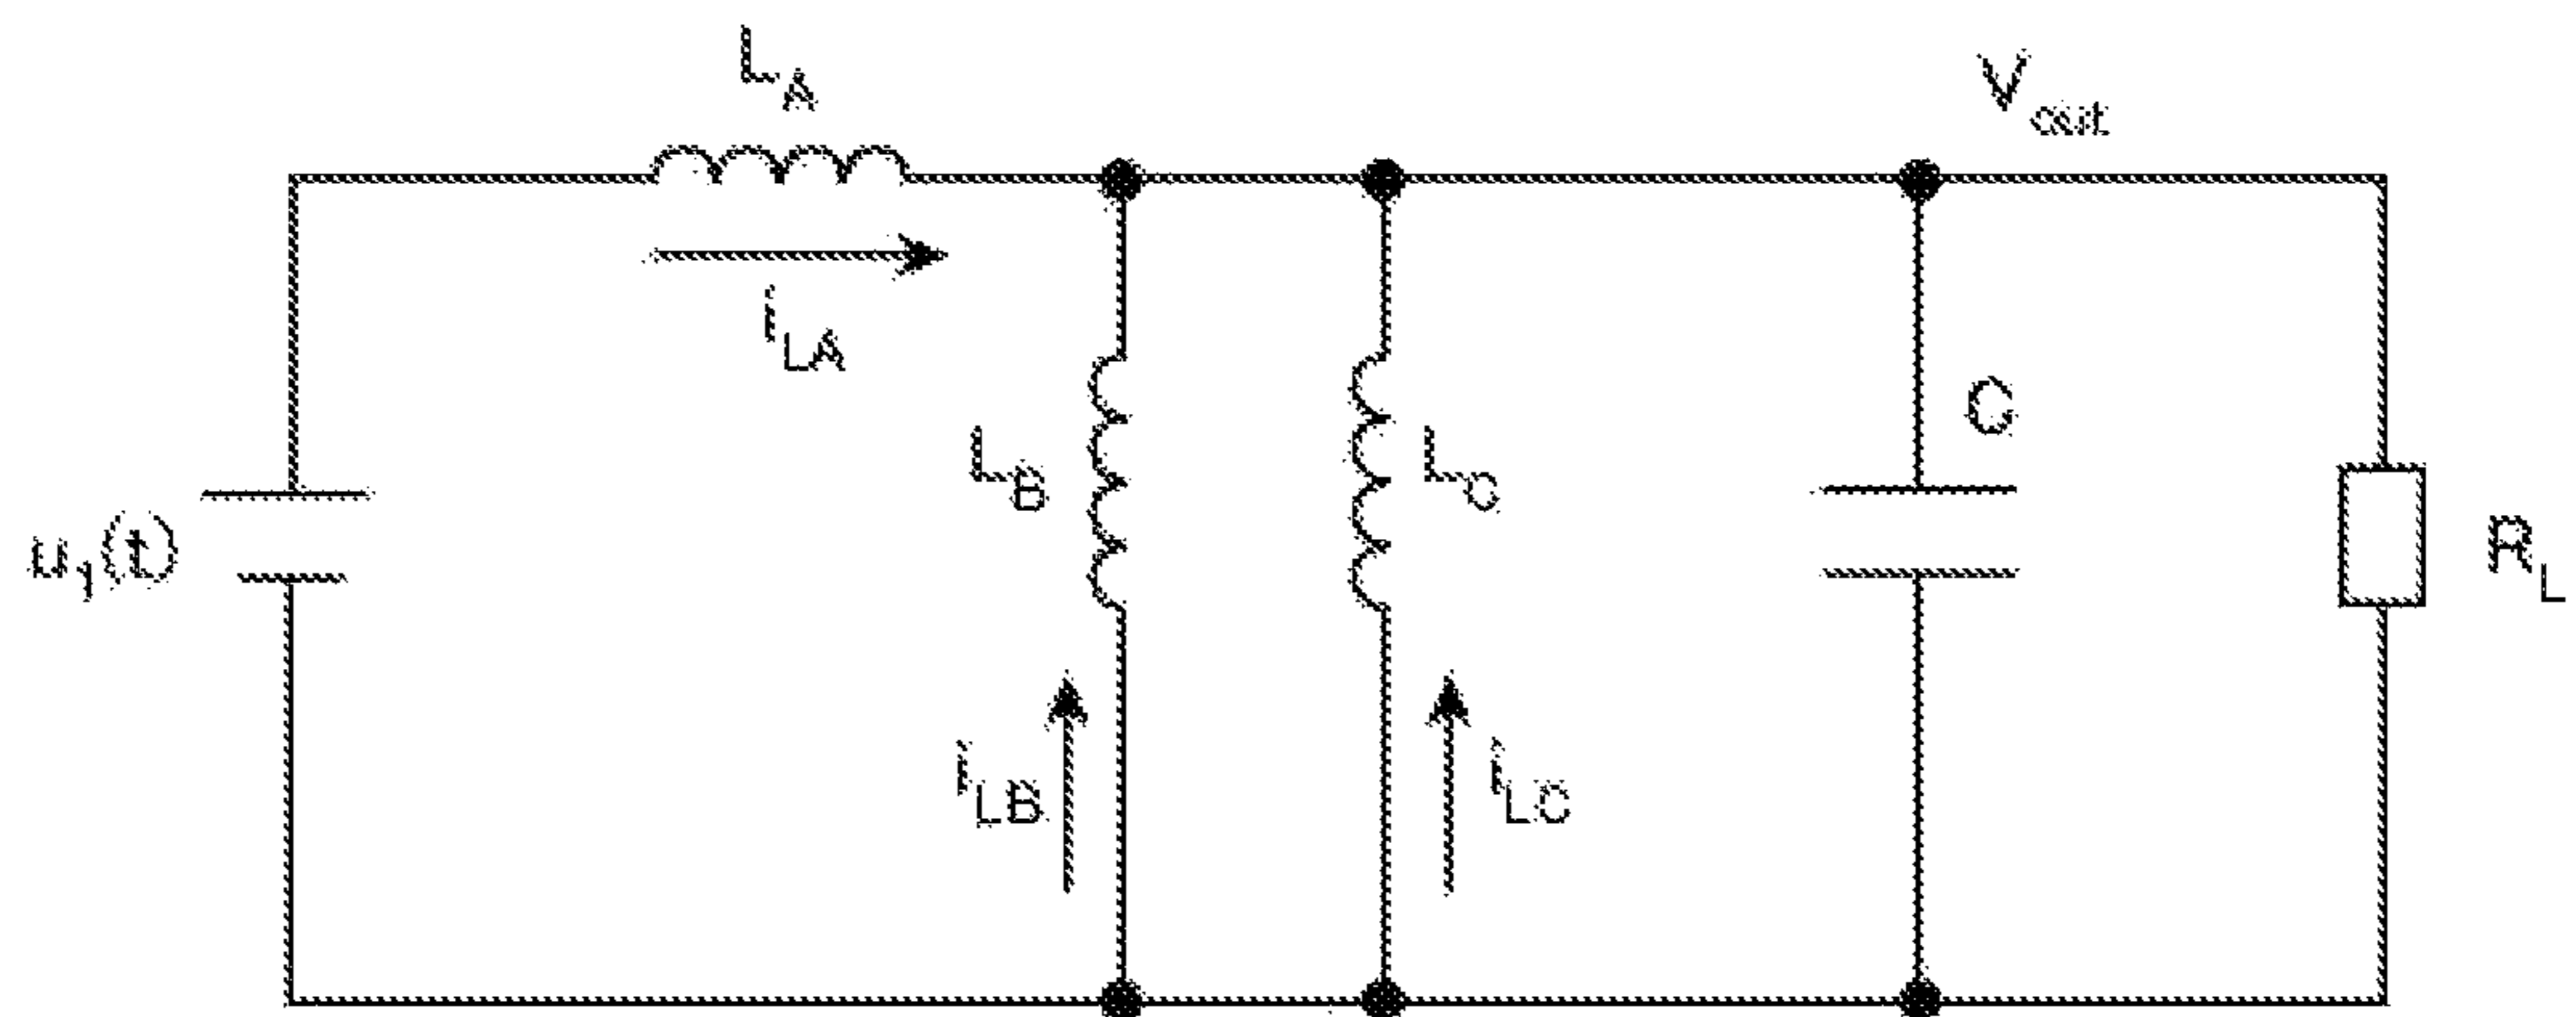 L_A
V_out
i_LA
u_1(t)
L_B
L_C
C
R_L
i_LB
i_LC